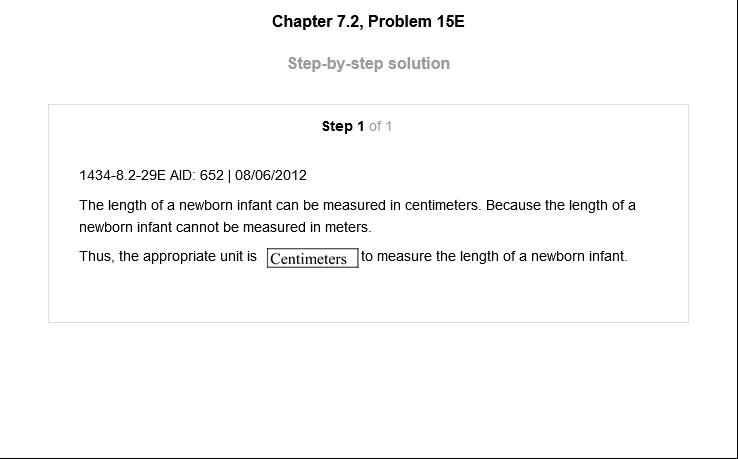 Chapter 7.2, Problem 15E
Step-by-step solution
Step 1 of 1
1434-8.2-29E AID: 652 | 08/06/2012
The length of a newborn infant can be measured in centimeters. Because the length of a
newborn infant cannot be measured in meters.
Thus, the appropriate unit is Centimeters to measure the length of a newborn infant.